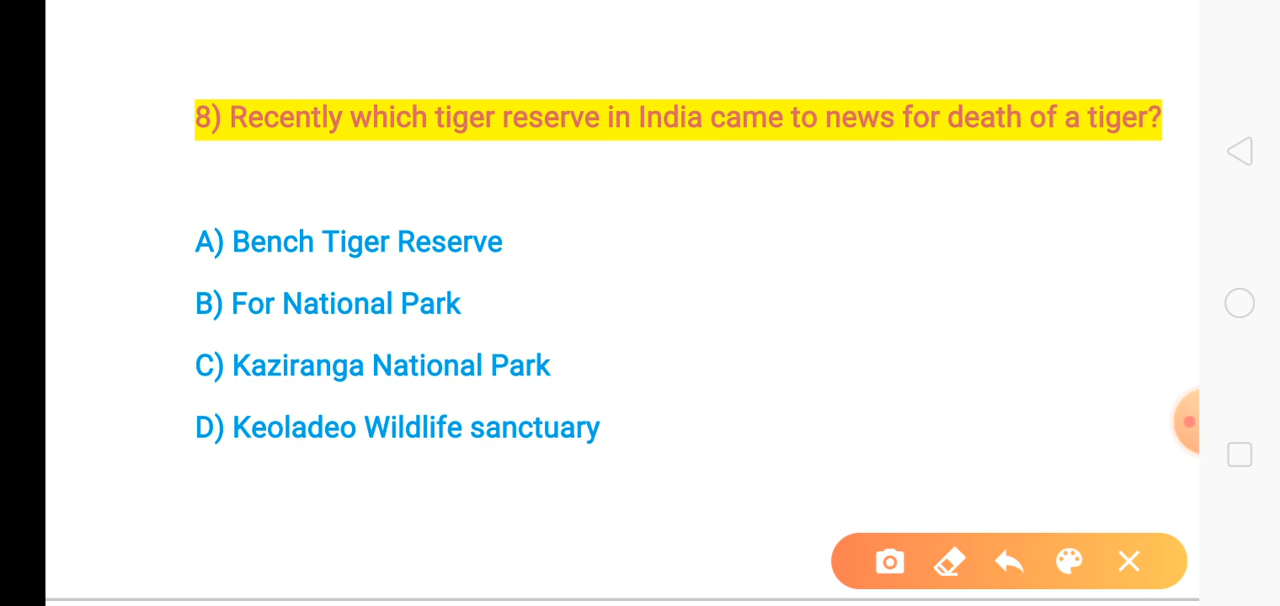 8) Recently which tiger reserve in India came to news for death of a tiger?
A) Bench Tiger Reserve
B) For National Park
C) Kaziranga National Park
D) Keoladeo Wildlife sanctuary